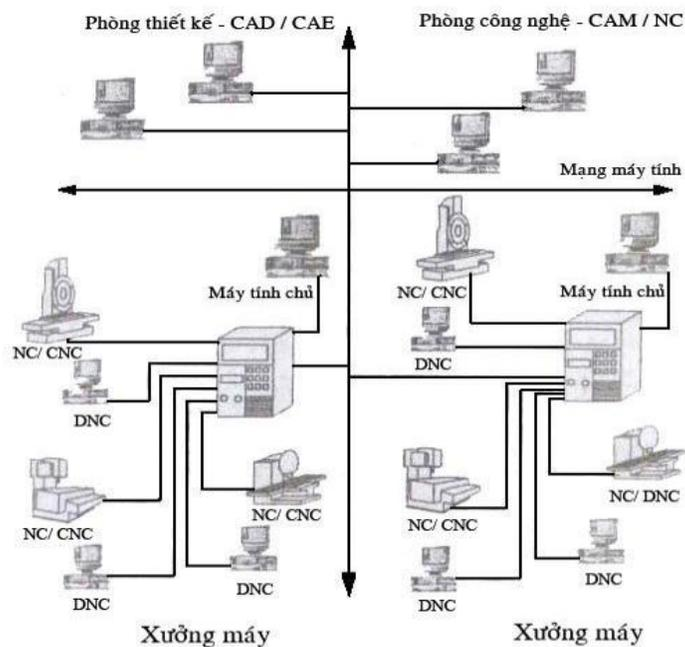 Phòng thiết kế - CAD / CAE
Phòng công nghệ - CAM / NC
Mạng máy tính
Máy tính chủ
NC/ CNC
DNC
NC/ CNC
NC/ CNC
DNC
DNC
Xưởng máy
NC/ CNC
Máy tính chủ
DNC
NC/ DNC
NC/ CNC
DNC
DNC
Xưởng máy